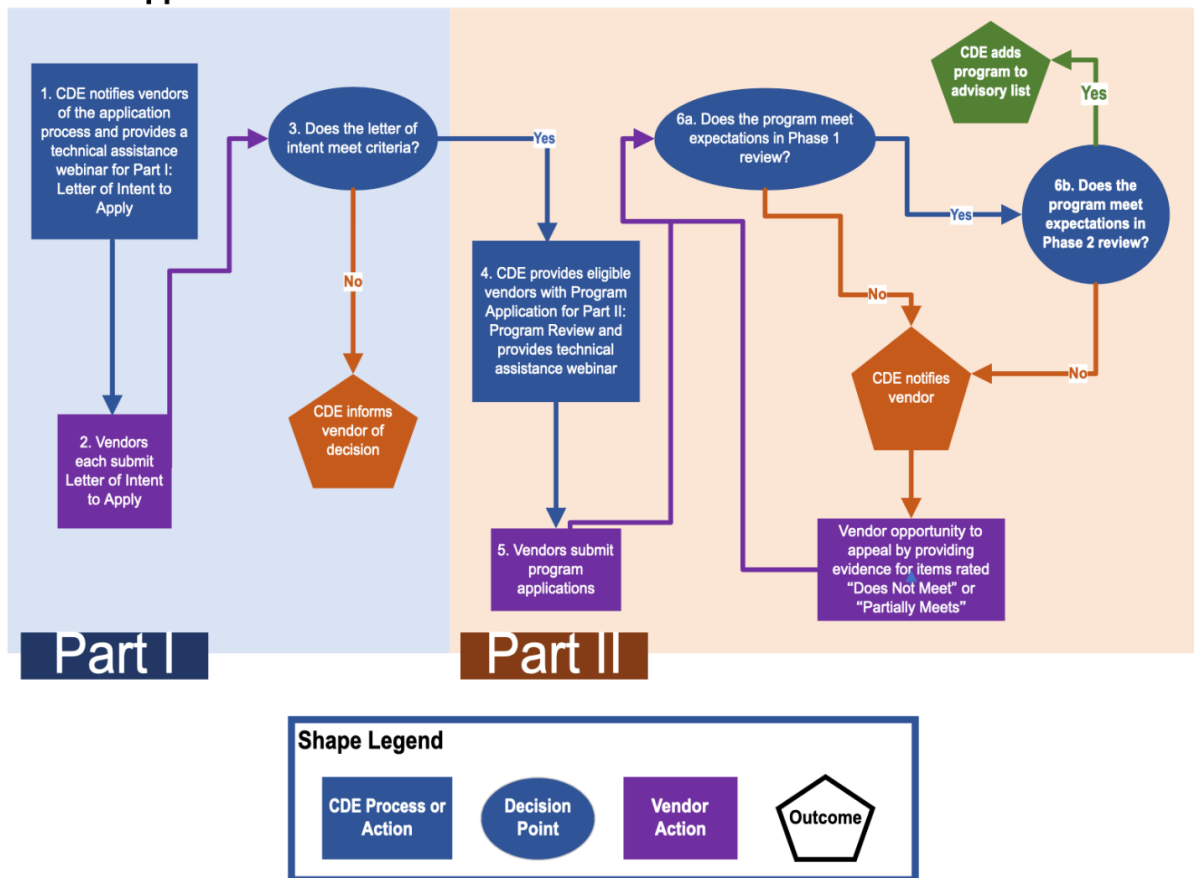 1. CDE notifies vendors
of the application
process and provides a
technical assistance
webinar for Part I:
Letter of Intent to
Apply
2. Vendors
each submit
Letter of Intent
to Apply
3. Does the letter of
intent meet criteria?
Yes
No
CDE informs
vendor of
decision
4. CDE provides eligible
vendors with Program
Application for Part II:
Program Review and
provides technical
assistance webinar
5. Vendors submit
program
applications
6a. Does the program meet
expectations in Phase 1
review?
Yes
No
6b. Does the
program meet
expectations in
Phase 2 review?
Yes
CDE adds
program to
advisory list
No
CDE notifies
vendor
Vendor opportunity to
appeal by providing
evidence for items rated
“Does Not Meet” or
“Partially Meets”
Part I
Part II
Shape Legend
CDE Process or
Action
Decision
Point
Vendor
Action
Outcome